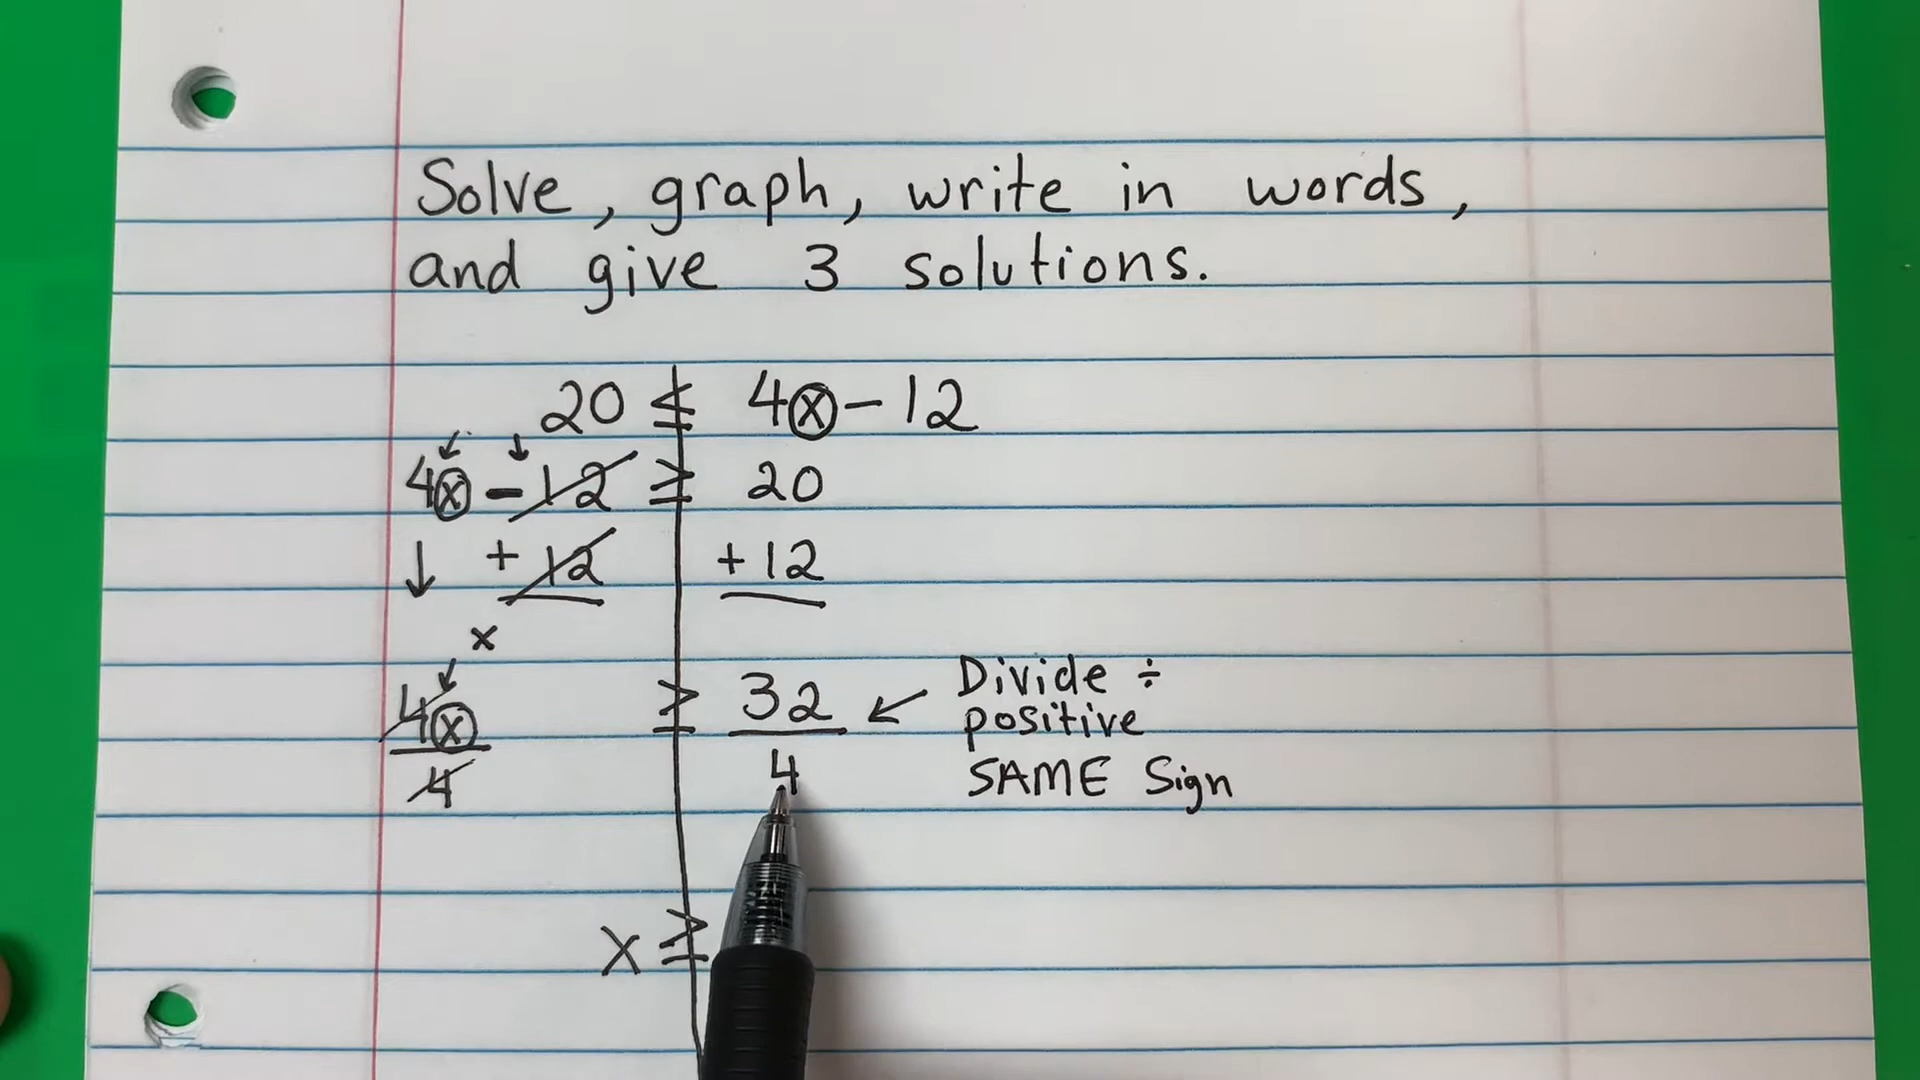 Solve, graph, write in words,
and give 3 solutions.
20 ≤ 4x - 12
4x - 12 ≥ 20
↓ + 12 + 12
x
4x ≥ 32 ← Divide ÷
positive
4 4 SAME Sign
x ≥